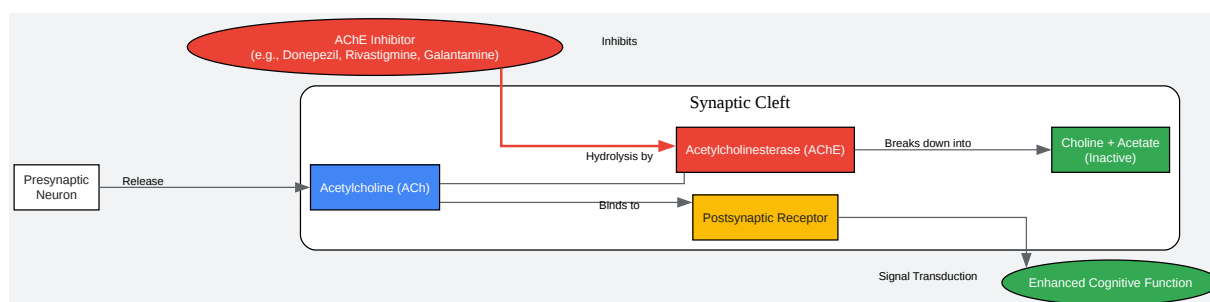 AChE Inhibitor
(e.g., Donepezil, Rivastigmine, Galantamine)
Inhibits
Synaptic Cleft
Acetylcholinesterase (AChE)
Breaks down into
Choline + Acetate
(Inactive)
Hydrolysis by
Presynaptic
Neuron
Release
Acetylcholine (ACh)
Binds to
Postsynaptic Receptor
Signal Transduction
Enhanced Cognitive Function